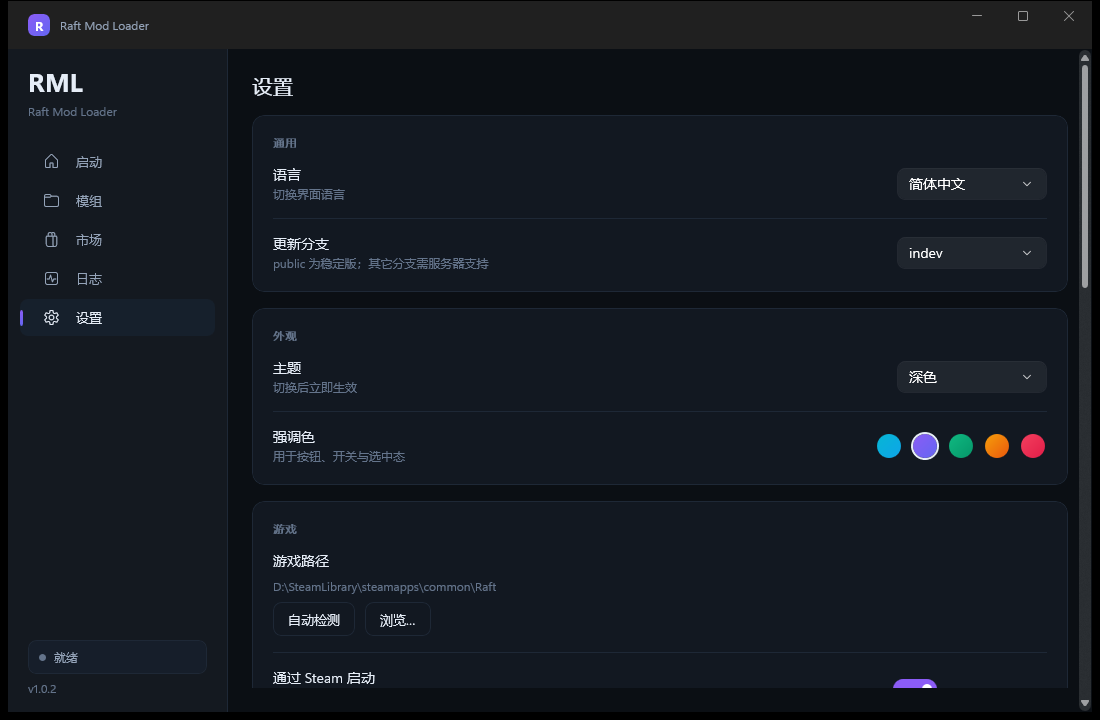 R Raft Mod Loader
RML
Raft Mod Loader
启动
模组
市场
日志
设置
就绪
v1.0.2
设置
通用
语言
切换界面语言
简体中文
更新分支
public 为稳定版；其它分支需服务器支持
indev
外观
主题
切换后立即生效
深色
强调色
用于按钮、开关与选中态
游戏
游戏路径
D:\SteamLibrary\steamapps\common\Raft
自动检测
浏览...
通过 Steam 启动